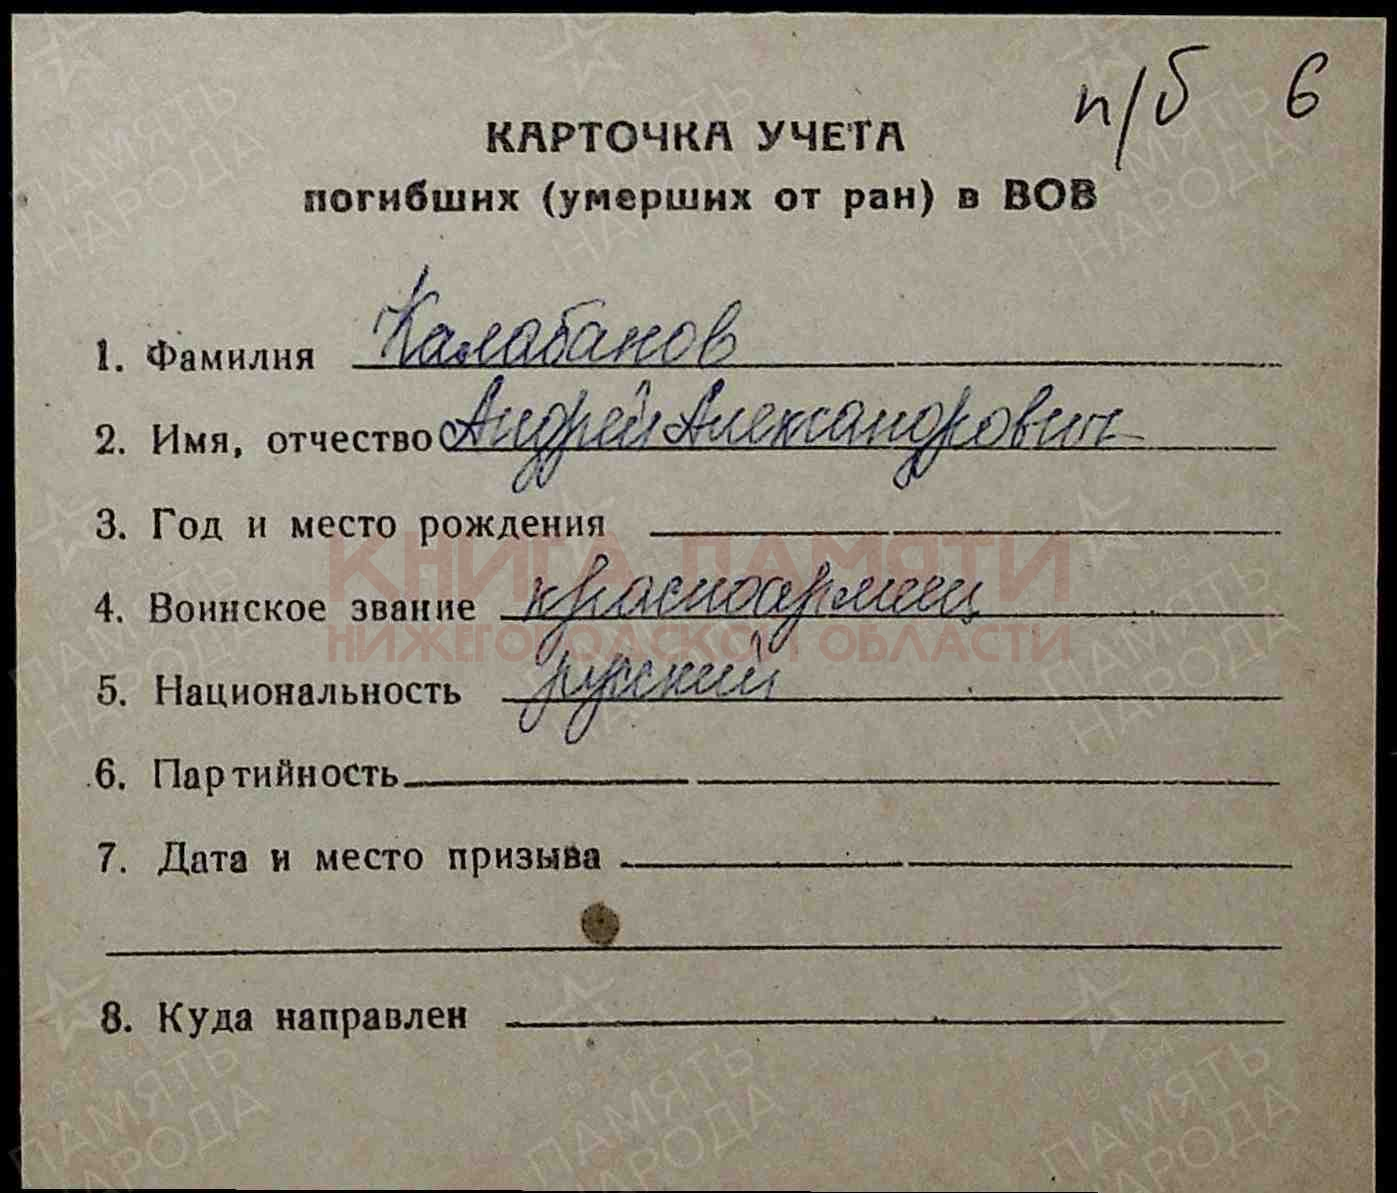 п/б 6
КАРТОЧКА УЧЕТА
погибших (умерших от ран) в ВОВ
1. Фамилия Калабанов
2. Имя, отчество Андрей Александрович
3. Год и место рождения
КНИГА ПАМЯТИ
4. Воинское звание красноармеец
НИЖЕГОРОДСКОЙ ОБЛАСТИ
5. Национальность русский
6. Партийность
7. Дата и место призыва
8. Куда направлен
ПАМЯТЬ
НАРОДА